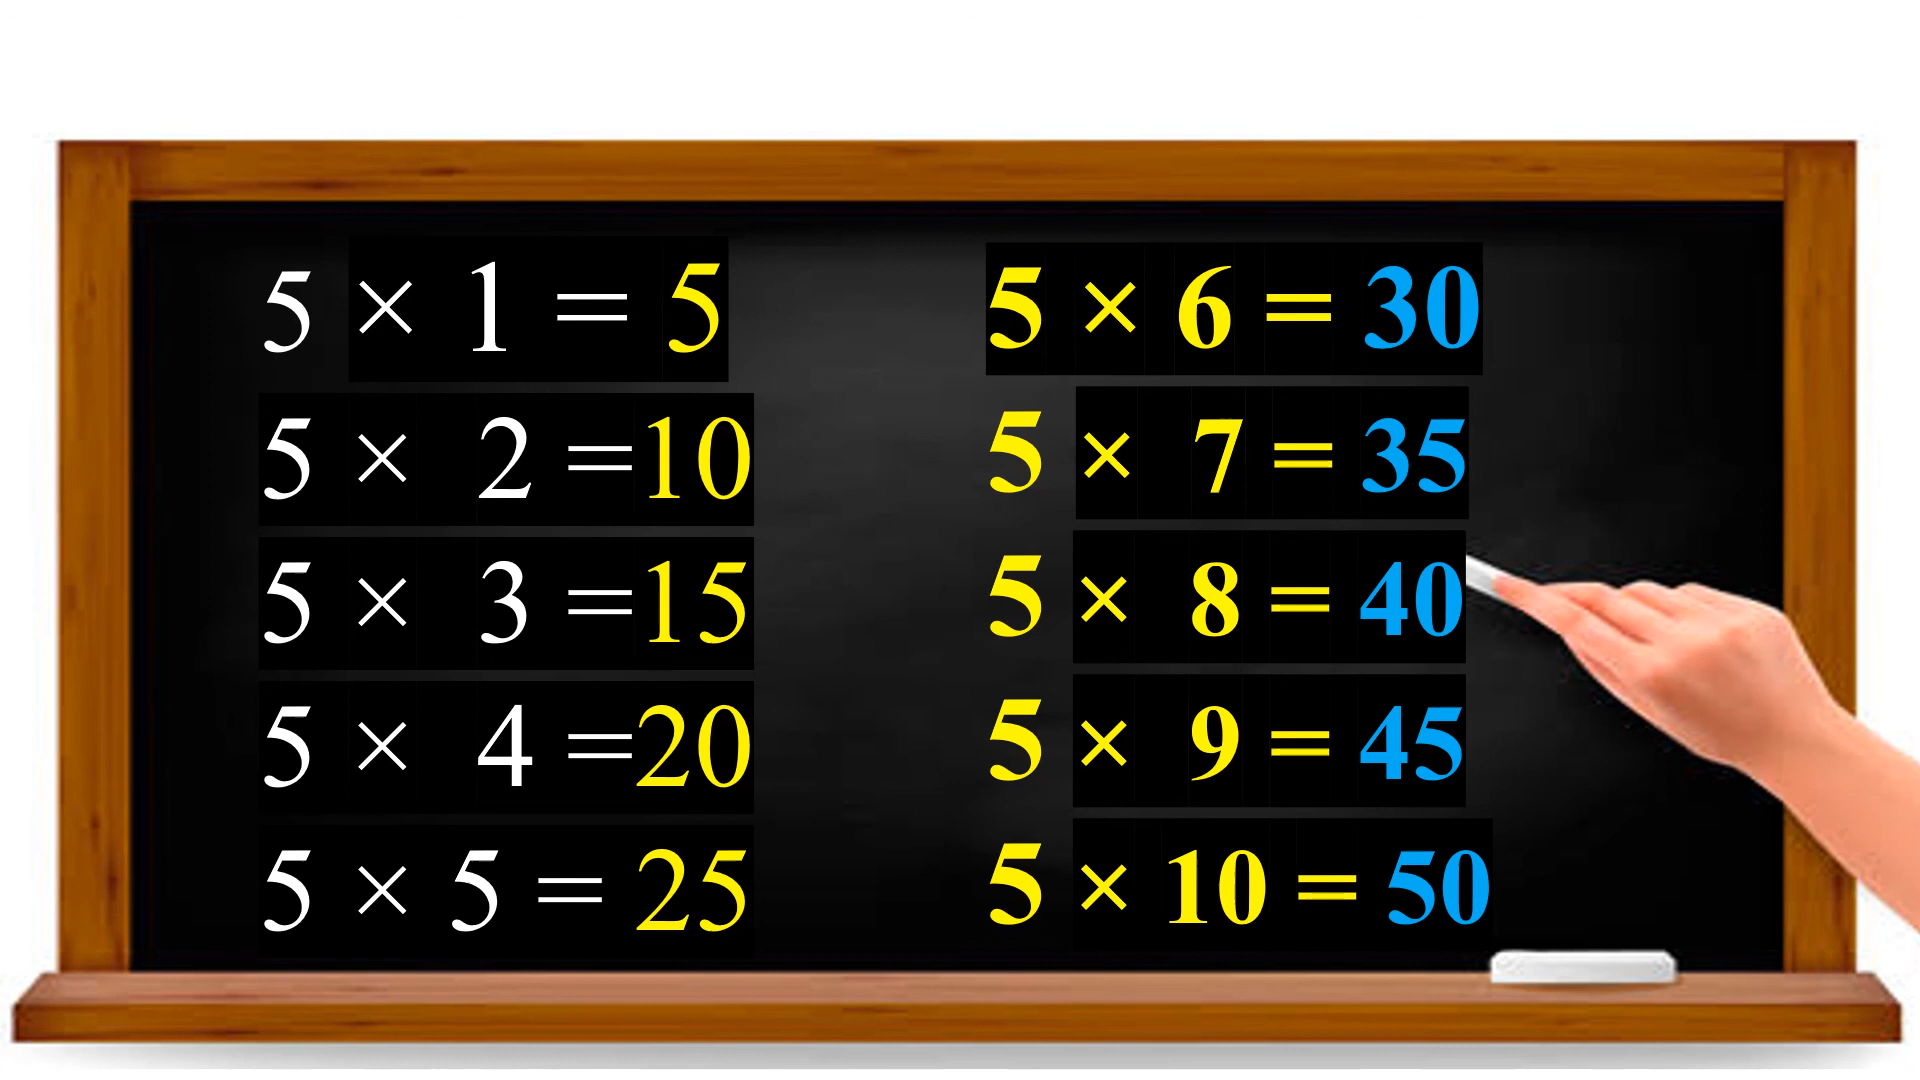 5 × 1 = 5
5 × 2 =10
5 × 3 =15
5 × 4 =20
5 × 5 = 25
5 × 6 = 30
5 × 7 = 35
5 × 8 = 40
5 × 9 = 45
5 × 10 = 50